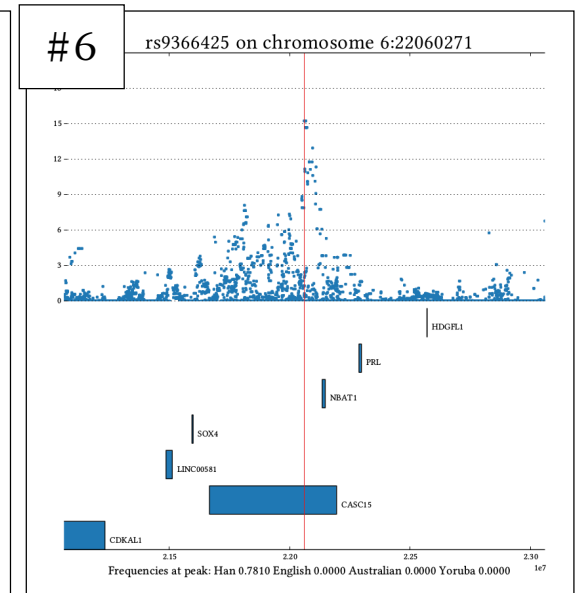 #6
rs9366425 on chromosome 6:22060271
15
12
9
6
3
0
HDGFL1
PRL
NBAT1
SOX4
LINC00581
CASC15
CDKAL1
2.15 2.20 2.25 2.30
1e7
Frequencies at peak: Han 0.7810 English 0.0000 Australian 0.0000 Yoruba 0.0000